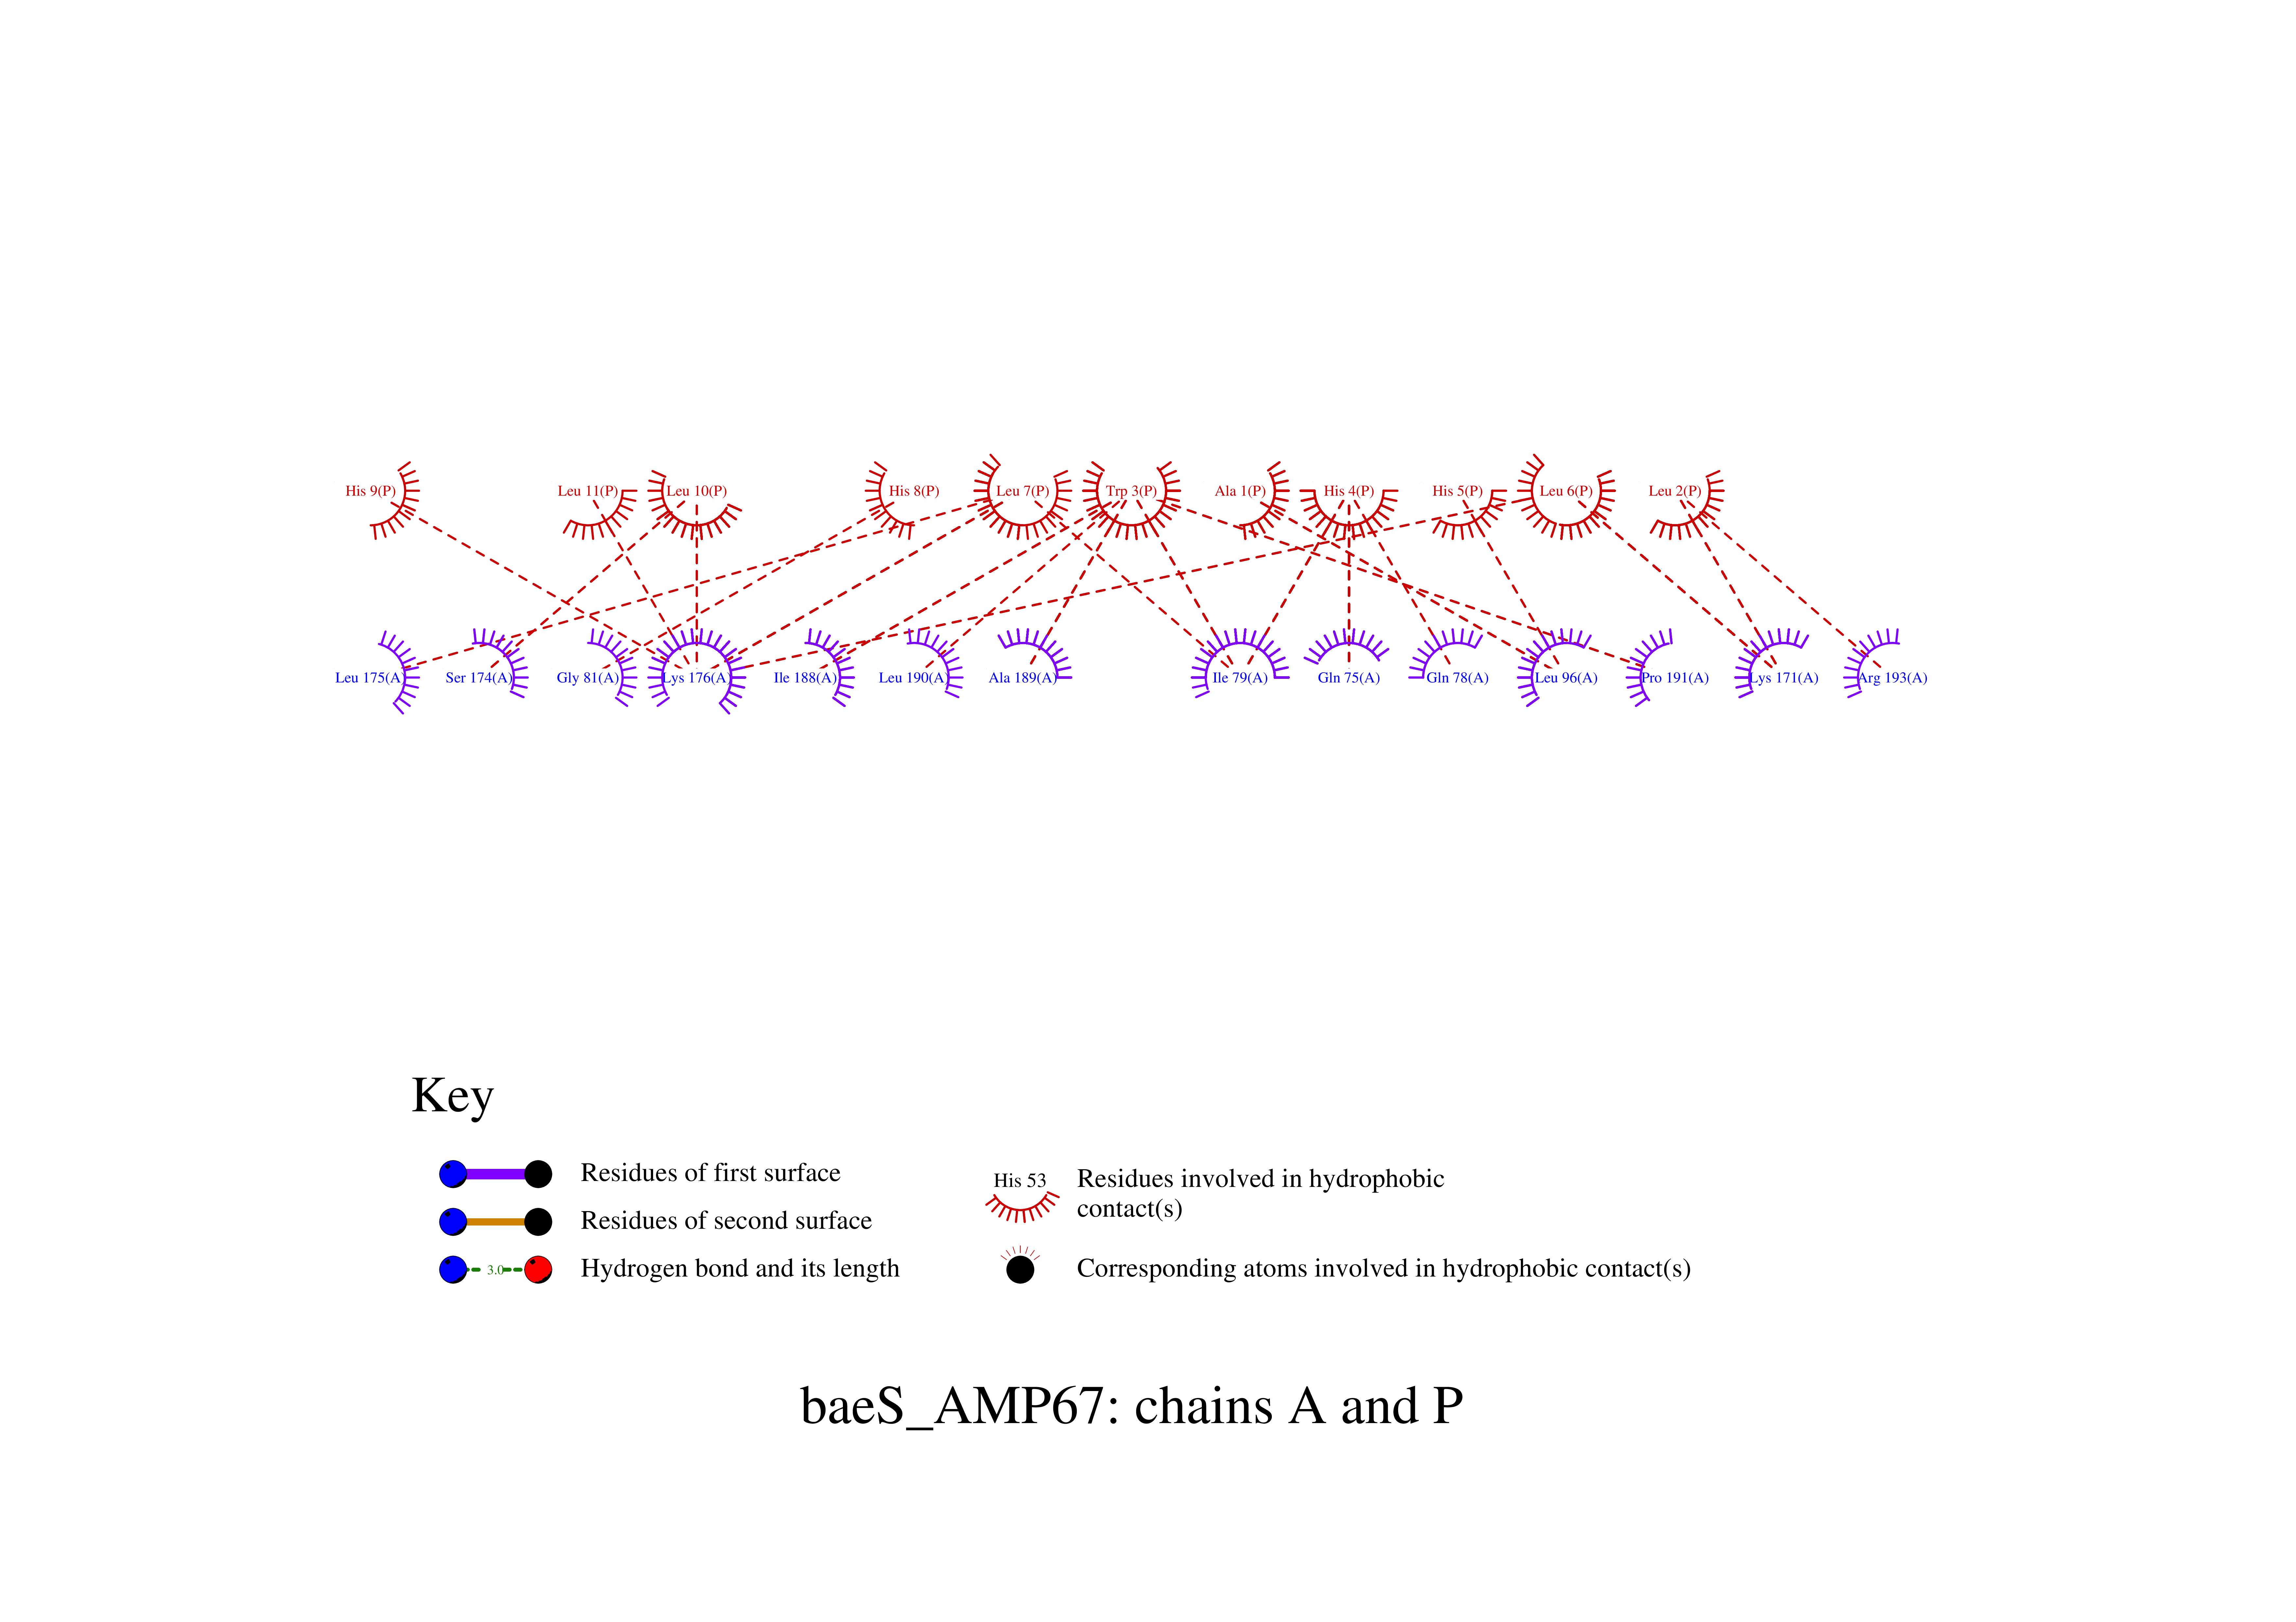 His 9(P) Leu 11(P) Leu 10(P) His 8(P) Leu 7(P) Trp 3(P) Ala 1(P) His 4(P) His 5(P) Leu 6(P) Leu 2(P)
Leu 175(A) Ser 174(A) Gly 81(A) Lys 176(A) Ile 188(A) Leu 190(A) Ala 189(A) Ile 79(A) Gln 75(A) Gln 78(A) Leu 96(A) Pro 191(A) Lys 171(A) Arg 193(A)
Key
Residues of first surface
Residues of second surface
3.0 Hydrogen bond and its length
His 53 Residues involved in hydrophobic
contact(s)
Corresponding atoms involved in hydrophobic contact(s)
baeS_AMP67: chains A and P